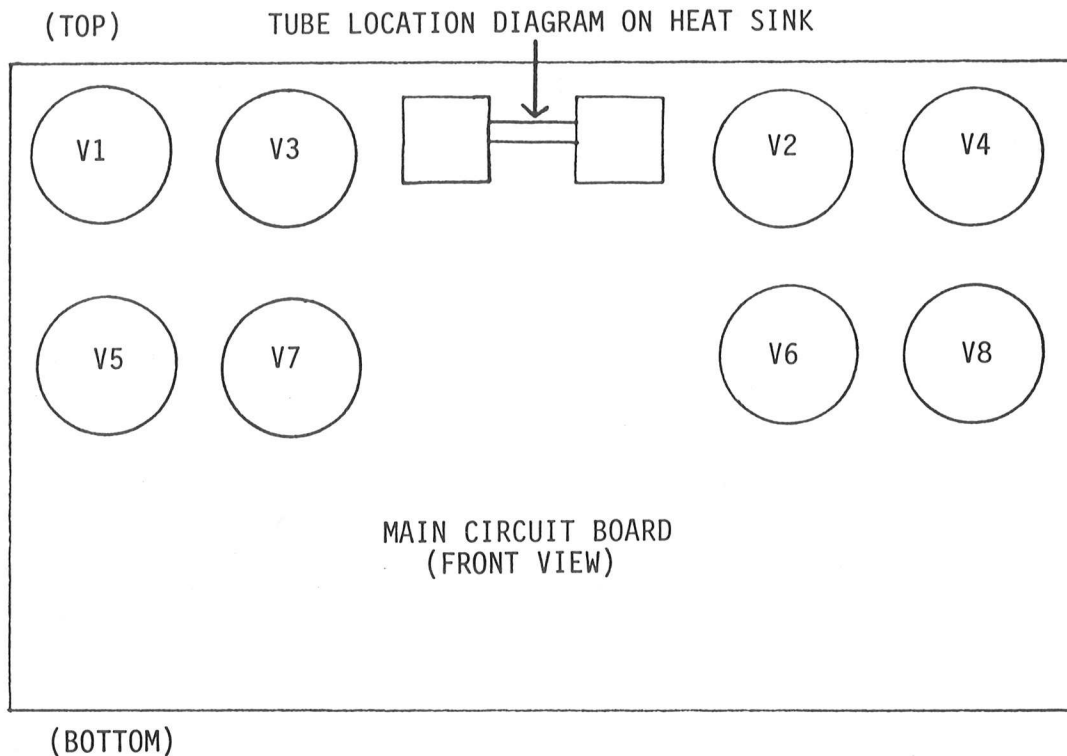 (TOP) TUBE LOCATION DIAGRAM ON HEAT SINK
V1 V3 V2 V4
V5 V7 V6 V8
MAIN CIRCUIT BOARD
(FRONT VIEW)
(BOTTOM)